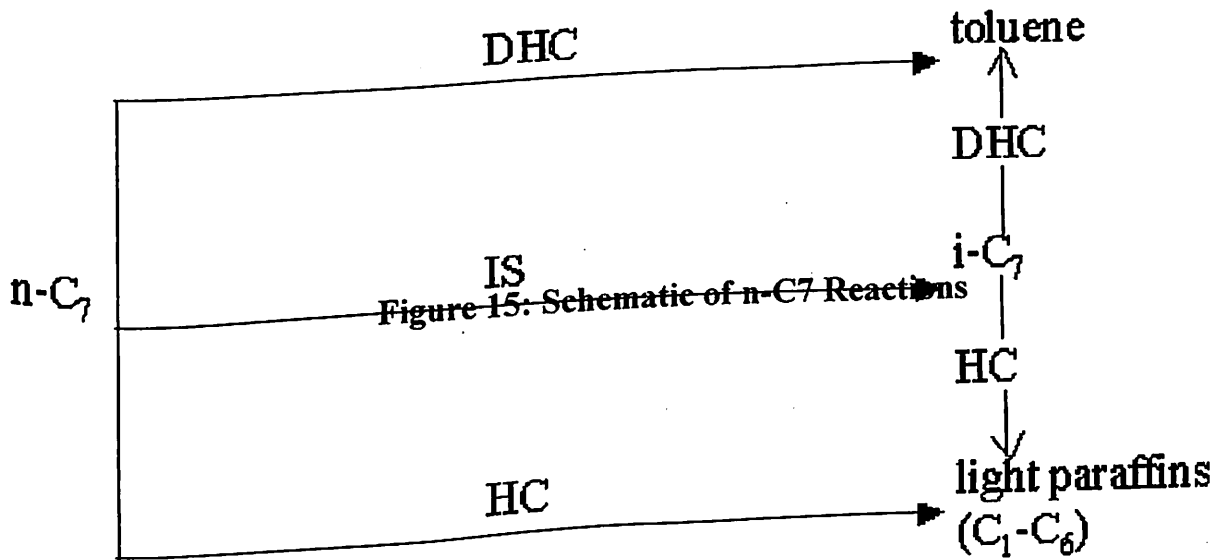 toluene
DHC
DHC
i-C₇
n-C₇
IS
Figure 15: Schematic of n-C7 Reactions
HC
light paraffins
HC
(C₁-C₆)